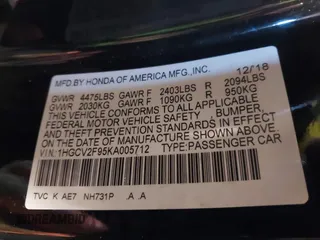 MFD.BY HONDA OF AMERICA MFG.,INC. 12/18
GVWR 4475LBS GAWR F 2403LBS R 2094LBS
GVWR 2030KG GAWR F 1090KG R 950KG
THIS VEHICLE CONFORMS TO ALL APPLICABLE
FEDERAL MOTOR VEHICLE SAFETY, BUMPER,
AND THEFT PREVENTION STANDARDS IN EFFECT
ON THE DATE OF MANUFACTURE SHOWN ABOVE.
VIN:1HGCV2F95KA005712 TYPE:PASSENGER CAR
TVC K AE7 NH731P .A .A